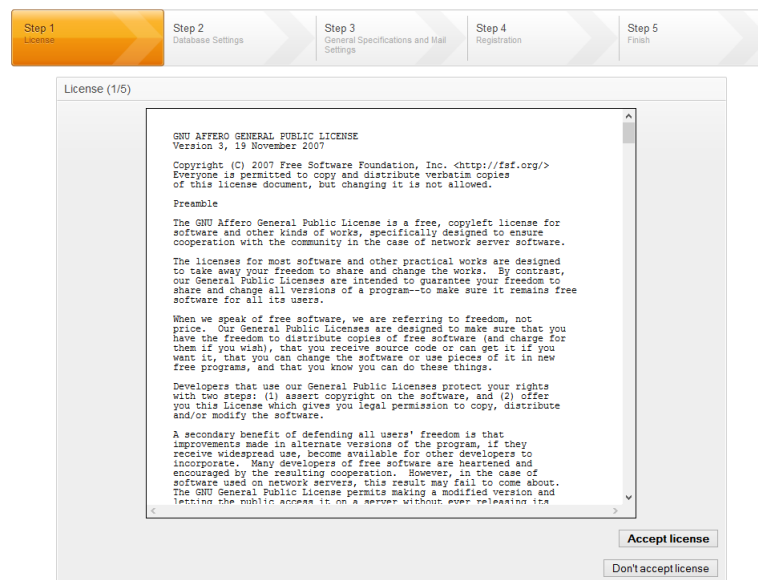 Step 1
License
Step 2
Database Settings
Step 3
General Specifications and Mail
Settings
Step 4
Registration
Step 5
Finish
License (1/5)
GNU AFFERO GENERAL PUBLIC LICENSE
Version 3, 19 November 2007
Copyright (C) 2007 Free Software Foundation, Inc. <http://fsf.org/>
Everyone is permitted to copy and distribute verbatim copies
of this license document, but changing it is not allowed.
Preamble
The GNU Affero General Public License is a free, copyleft license for
software and other kinds of works, specifically designed to ensure
cooperation with the community in the case of network server software.
The licenses for most software and other practical works are designed
to take away your freedom to share and change the works.  By contrast,
our General Public Licenses are intended to guarantee your freedom to
share and change all versions of a program--to make sure it remains free
software for all its users.
When we speak of free software, we are referring to freedom, not
price.  Our General Public Licenses are designed to make sure that you
have the freedom to distribute copies of free software (and charge for
them if you wish), that you receive source code or can get it if you
want it, that you can change the software or use pieces of it in new
free programs, and that you know you can do these things.
Developers that use our General Public Licenses protect your rights
with two steps: (1) assert copyright on the software, and (2) offer
you this License which gives you legal permission to copy, distribute
and/or modify the software.
A secondary benefit of defending all users' freedom is that
improvements made in alternate versions of the program, if they
receive widespread use, become available for other developers to
incorporate.  Many developers of free software are heartened and
encouraged by the resulting cooperation.  However, in the case of
software used on network servers, this result may fail to come about.
The GNU General Public License permits making a modified version and
letting the public access it on a server without ever releasing its
Accept license
Don't accept license